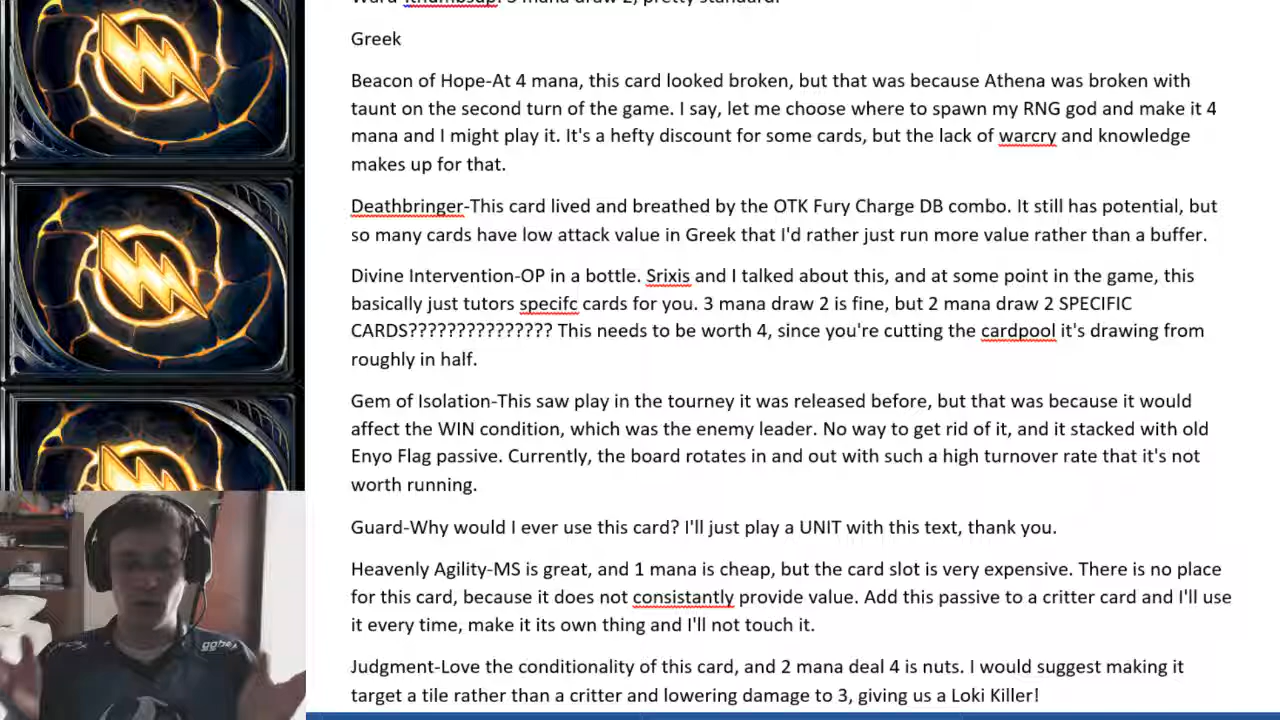 Greek
Beacon of Hope-At 4 mana, this card looked broken, but that was because Athena was broken with
taunt on the second turn of the game. I say, let me choose where to spawn my RNG god and make it 4
mana and I might play it. It's a hefty discount for some cards, but the lack of warcry and knowledge
makes up for that.
Deathbringer-This card lived and breathed by the OTK Fury Charge DB combo. It still has potential, but
so many cards have low attack value in Greek that I'd rather just run more value rather than a buffer.
Divine Intervention-OP in a bottle. Srixis and I talked about this, and at some point in the game, this
basically just tutors specifc cards for you. 3 mana draw 2 is fine, but 2 mana draw 2 SPECIFIC
CARDS??????????????? This needs to be worth 4, since you're cutting the cardpool it's drawing from
roughly in half.
Gem of Isolation-This saw play in the tourney it was released before, but that was because it would
affect the WIN condition, which was the enemy leader. No way to get rid of it, and it stacked with old
Enyo Flag passive. Currently, the board rotates in and out with such a high turnover rate that it's not
worth running.
Guard-Why would I ever use this card? I'll just play a UNIT with this text, thank you.
Heavenly Agility-MS is great, and 1 mana is cheap, but the card slot is very expensive. There is no place
for this card, because it does not consistantly provide value. Add this passive to a critter card and I'll use
it every time, make it its own thing and I'll not touch it.
Judgment-Love the conditionality of this card, and 2 mana deal 4 is nuts. I would suggest making it
target a tile rather than a critter and lowering damage to 3, giving us a Loki Killer!